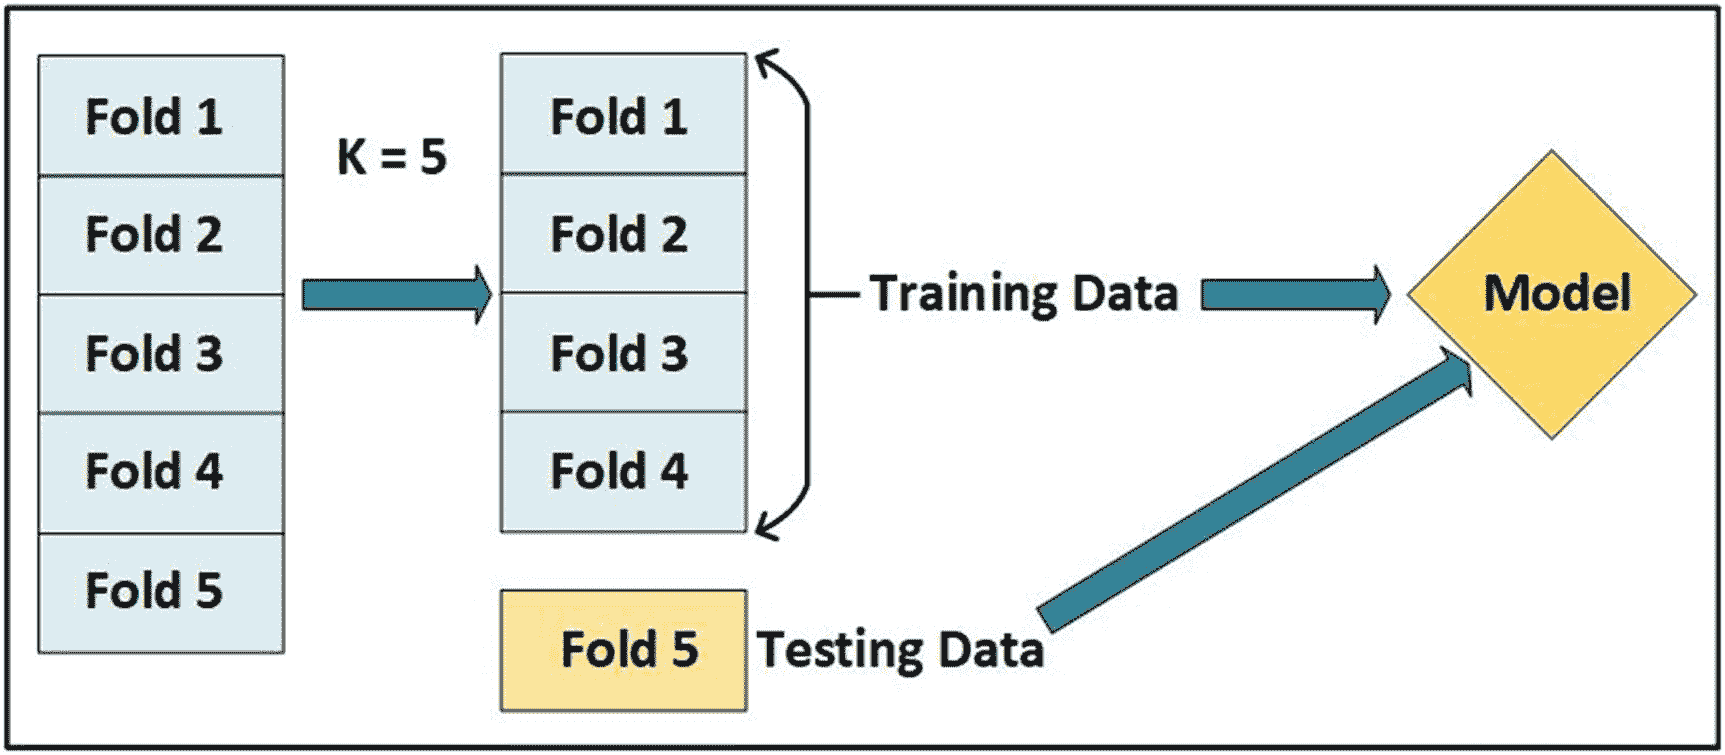 Fold 1
Fold 2
Fold 3
Fold 4
Fold 5
K = 5
Fold 1
Fold 2
Fold 3
Fold 4
Fold 5
Training Data
Testing Data
Model